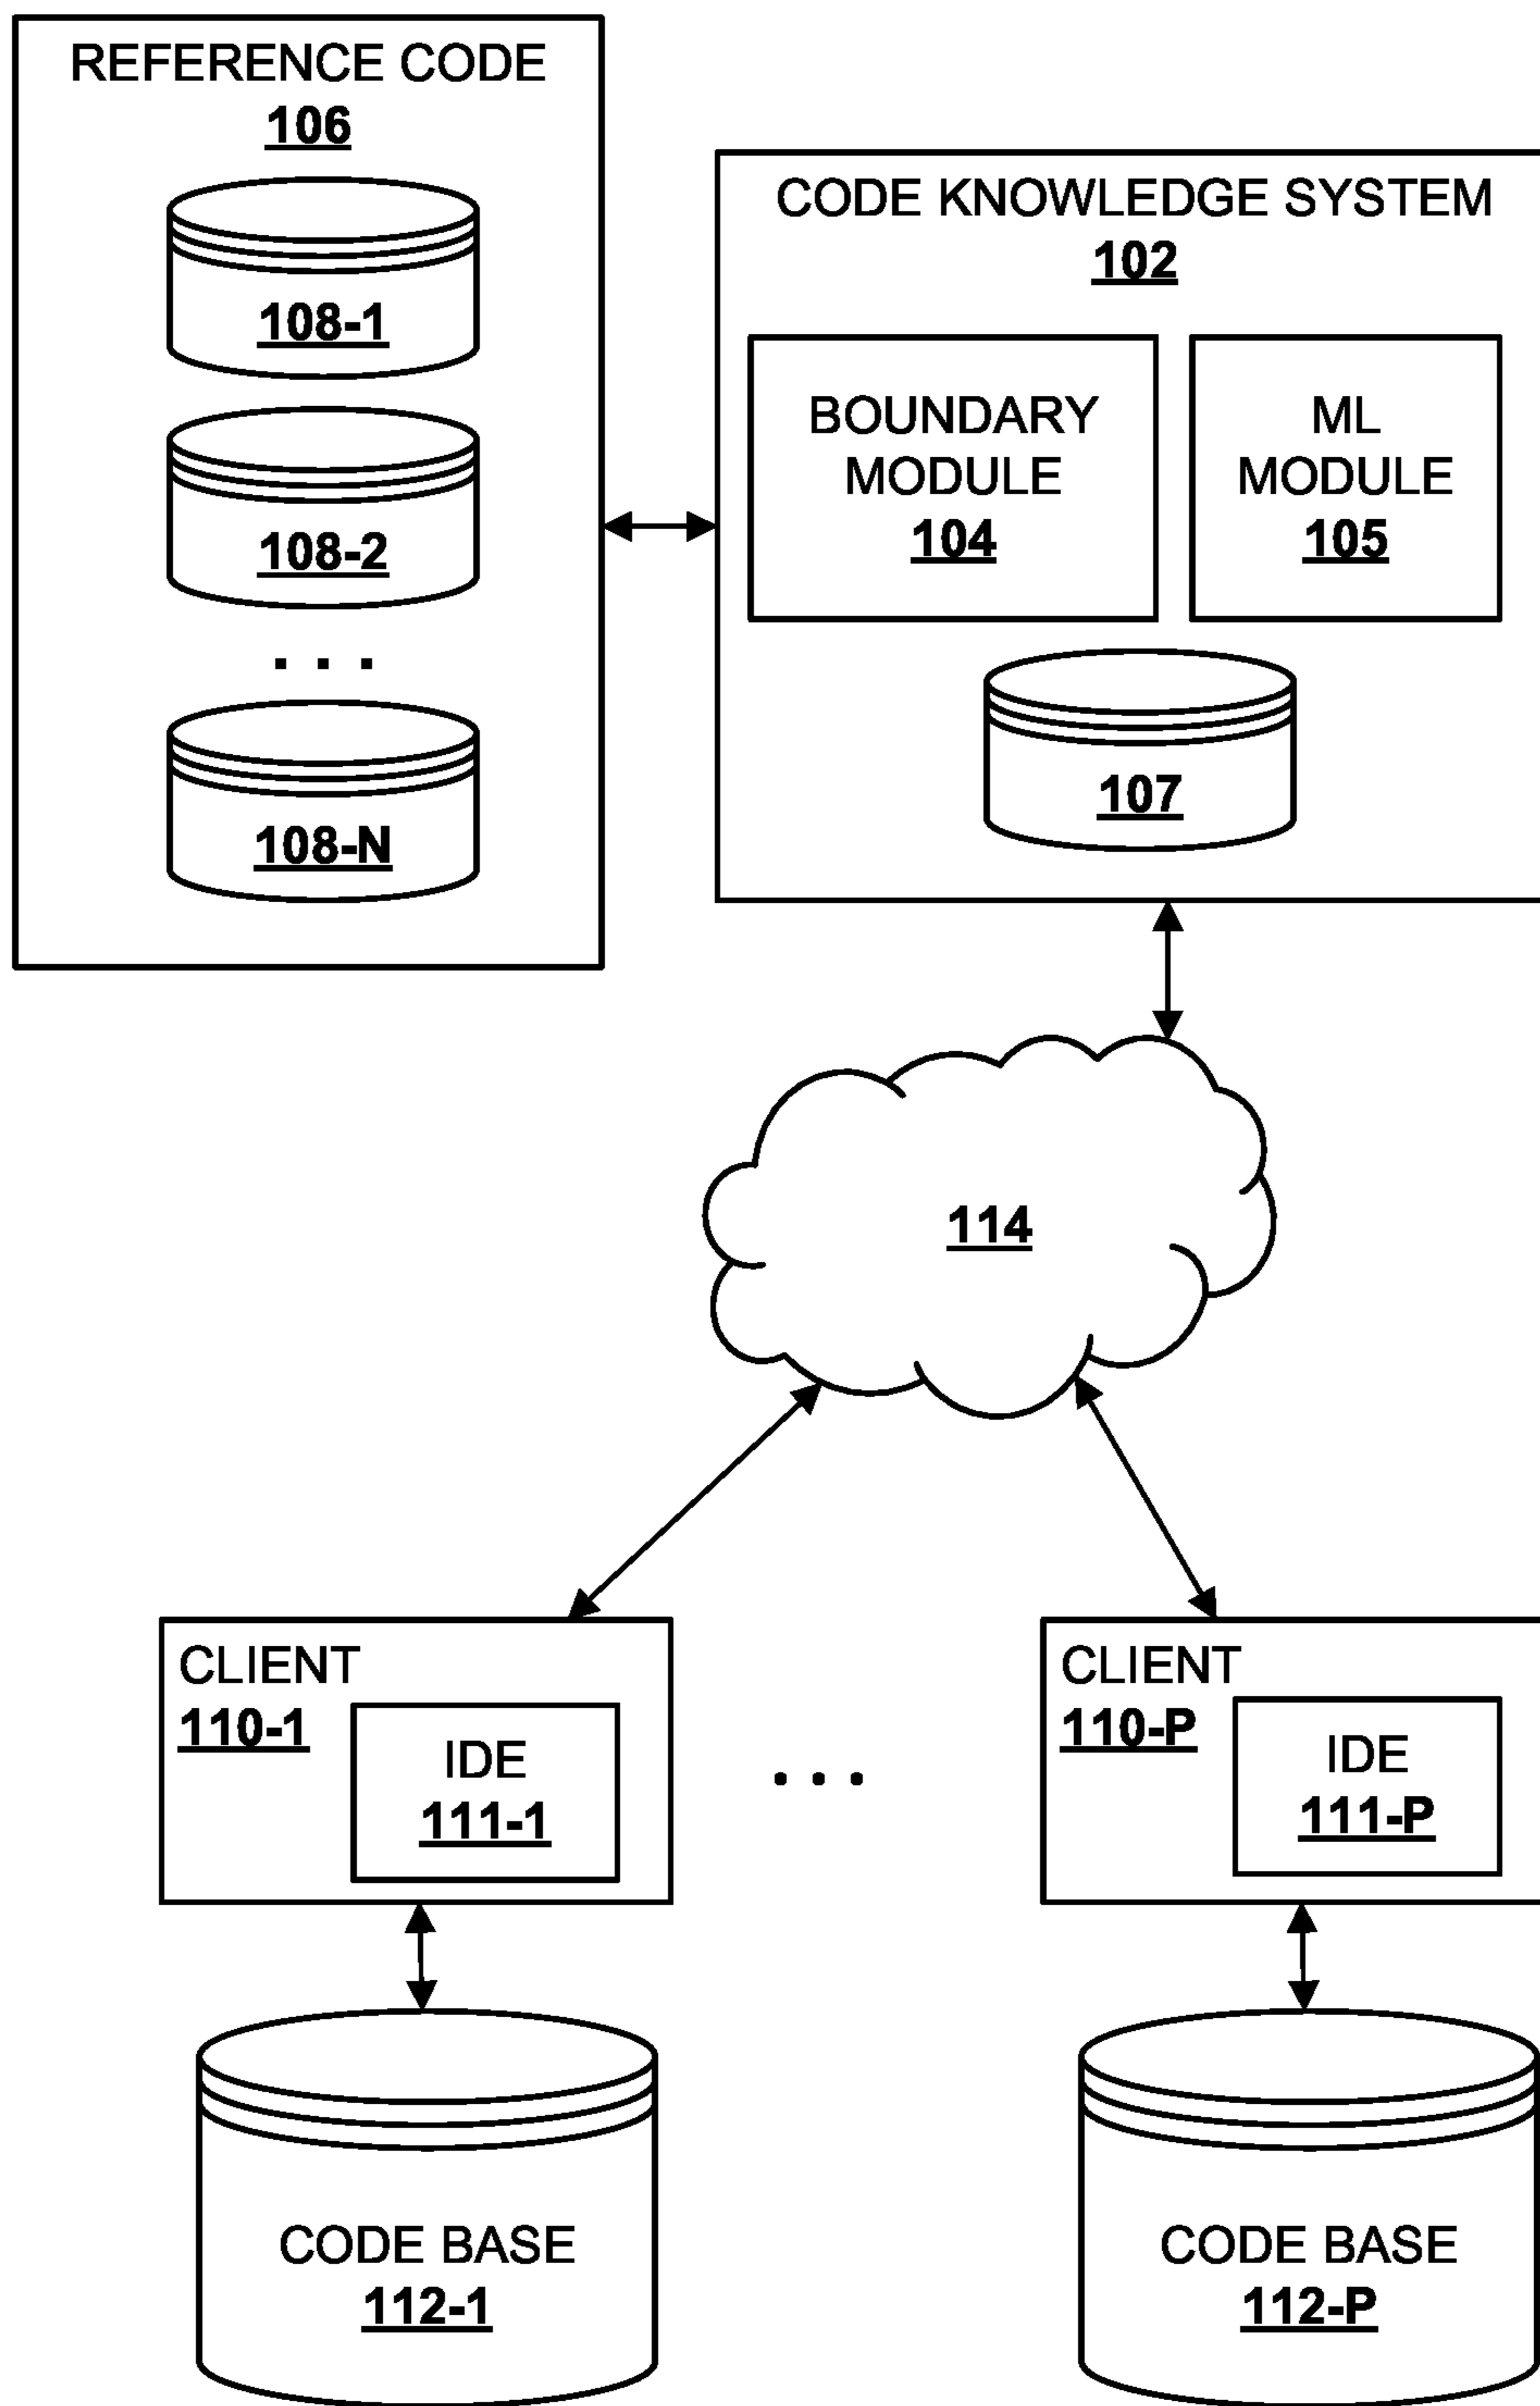 REFERENCE CODE
106
108-1
108-2
. . .
108-N
CODE KNOWLEDGE SYSTEM
102
BOUNDARY
MODULE
104
ML
MODULE
105
107
114
CLIENT
110-1
IDE
111-1
. . .
CLIENT
110-P
IDE
111-P
CODE BASE
112-1
CODE BASE
112-P